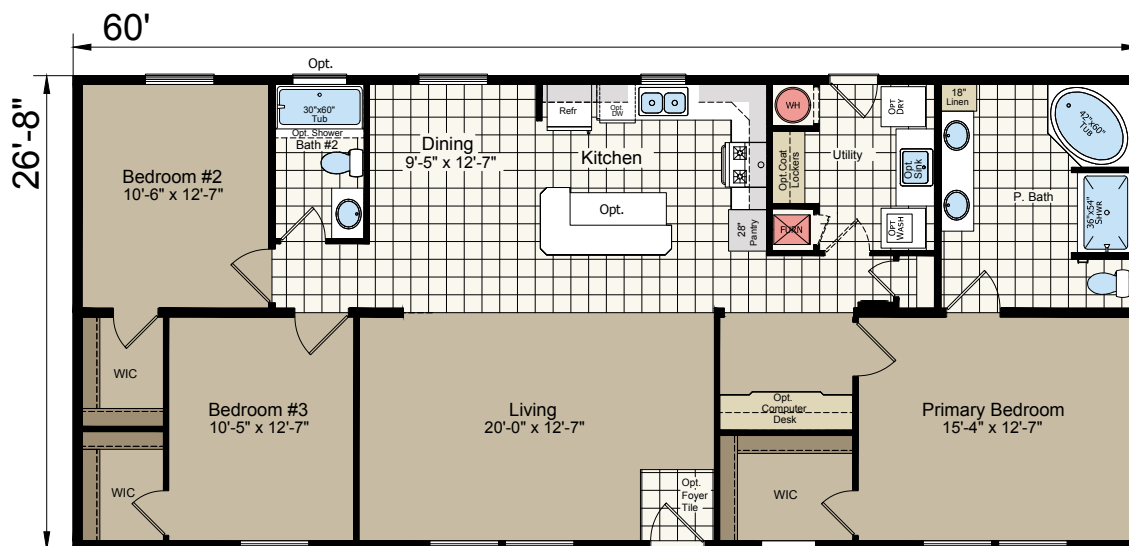 60'
26'-8"
Opt.
30"x60"
Tub
Opt. Shower
Bath #2
Bedroom #2
10'-6" x 12'-7"
Dining
9'-5" x 12'-7"
Refr
Opt.
DW
Kitchen
Opt.
28"
Pantry
WH
Opt.Coat
Lockers
FURN
Utility
OPT
DRY
Opt.
Sink
OPT
WASH
18"
Linen
42"x60"
TUB
P. Bath
36"x54"
SHWR
WIC
WIC
Bedroom #3
10'-5" x 12'-7"
Living
20'-0" x 12'-7"
Opt.
Foyer
Tile
Opt.
Computer
Desk
WIC
Primary Bedroom
15'-4" x 12'-7"